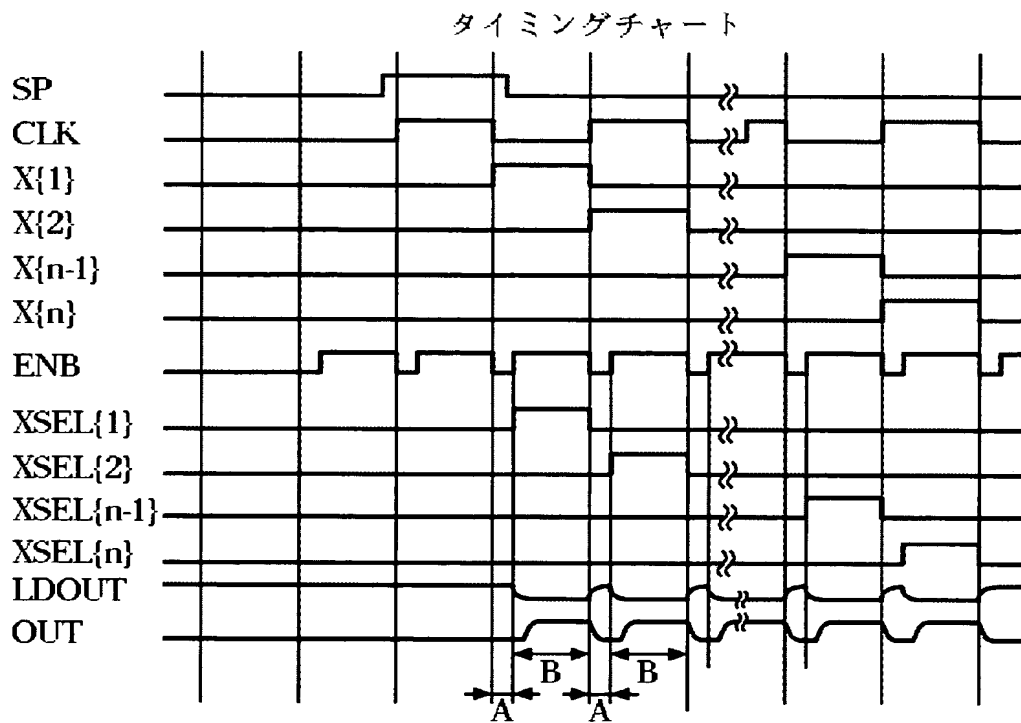 タイミングチャート
SP
CLK
X{1}
X{2}
X{n-1}
X{n}
ENB
XSEL{1}
XSEL{2}
XSEL{n-1}
XSEL{n}
LDOUT
OUT
B B
A A